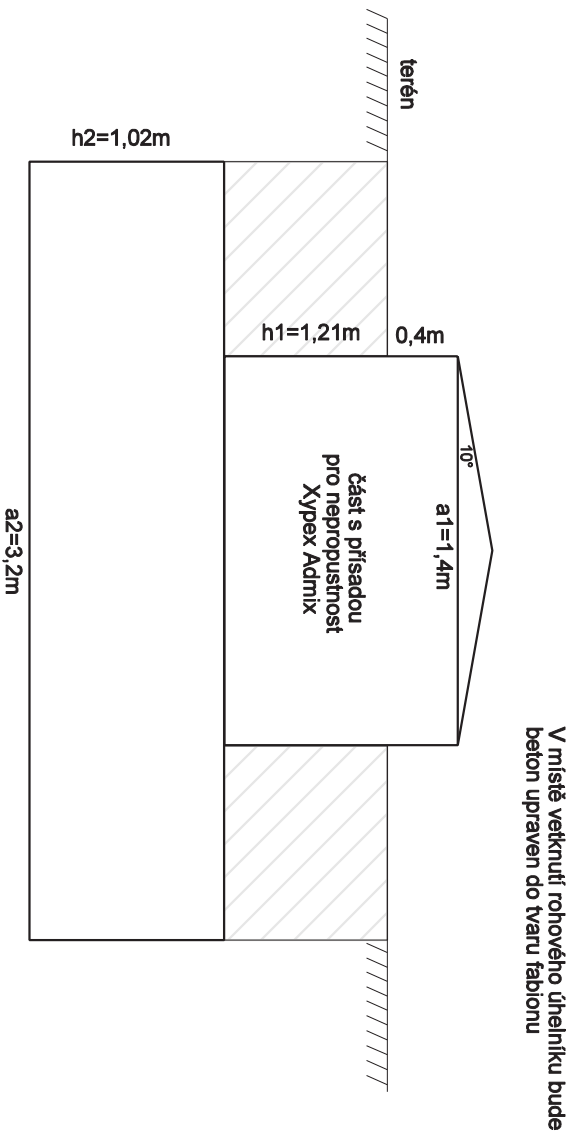 V místě vetknutí rohového úhelníku bude
beton upraven do tvaru fabionu
10°
a1=1,4m
terén
0,4m
h1=1,21m
část s přísadou
pro nepropustnost
Xypex Admix
h2=1,02m
a2=3,2m